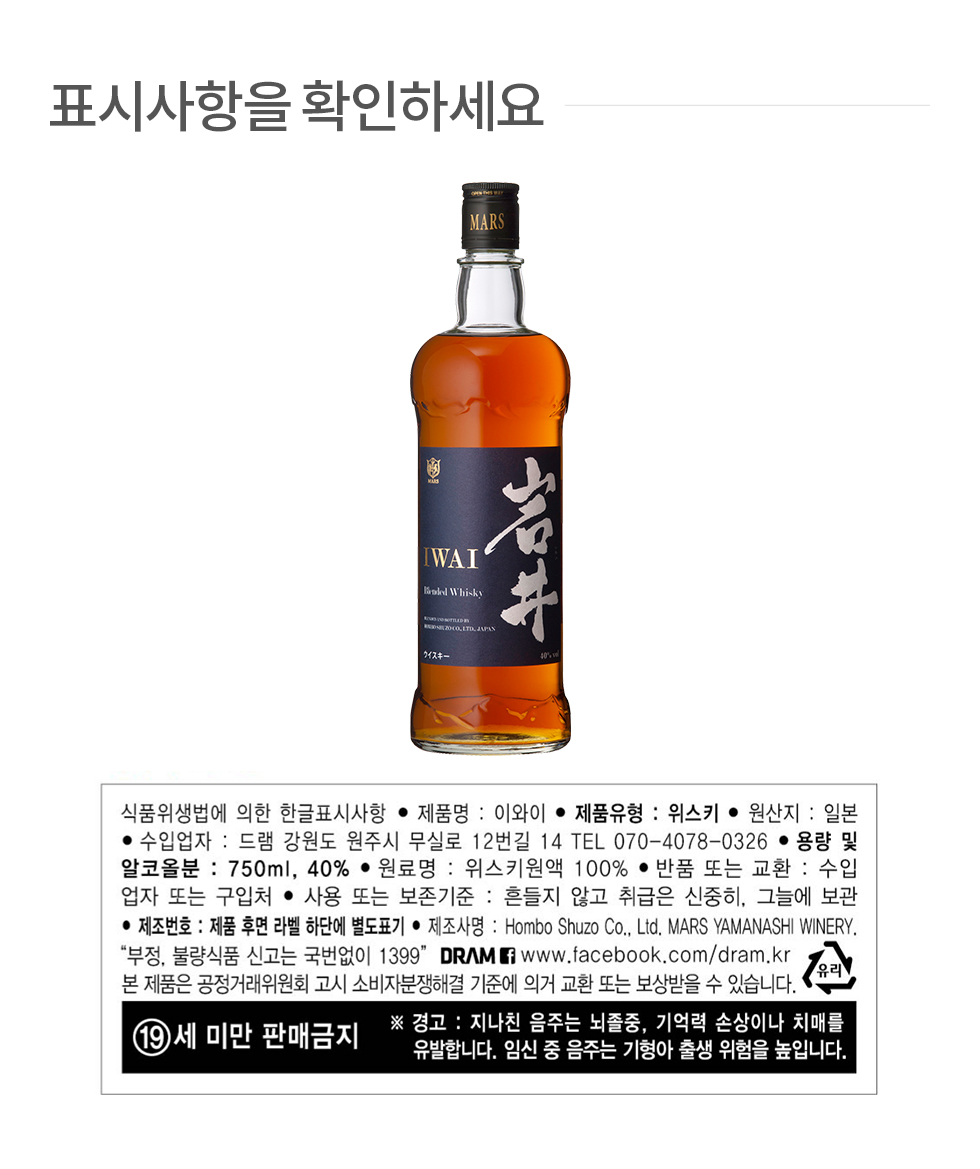 표시사항을 확인하세요
OPEN THIS WAY
MARS
MARS
岩井
IWAI
Blended Whisky
BLENDED AND BOTTLED BY
HOMBO SHUZO CO., LTD., JAPAN
ウイスキー
40% vol
식품위생법에 의한 한글표시사항 ● 제품명 : 이와이 ● 제품유형 : 위스키 ● 원산지 : 일본
● 수입업자 : 드램 강원도 원주시 무실로 12번길 14 TEL 070-4078-0326 ● 용량 및
알코올분 : 750ml, 40% ● 원료명 : 위스키원액 100% ● 반품 또는 교환 : 수입
업자 또는 구입처 ● 사용 또는 보존기준 : 흔들지 않고 취급은 신중히, 그늘에 보관
● 제조번호 : 제품 후면 라벨 하단에 별도표기 ● 제조사명 : Hombo Shuzo Co., Ltd. MARS YAMANASHI WINERY.
“부정, 불량식품 신고는 국번없이 1399” DRAM f www.facebook.com/dram.kr
본 제품은 공정거래위원회 고시 소비자분쟁해결 기준에 의거 교환 또는 보상받을 수 있습니다.
유리
⑲세 미만 판매금지
※ 경고 : 지나친 음주는 뇌졸중, 기억력 손상이나 치매를
유발합니다. 임신 중 음주는 기형아 출생 위험을 높입니다.